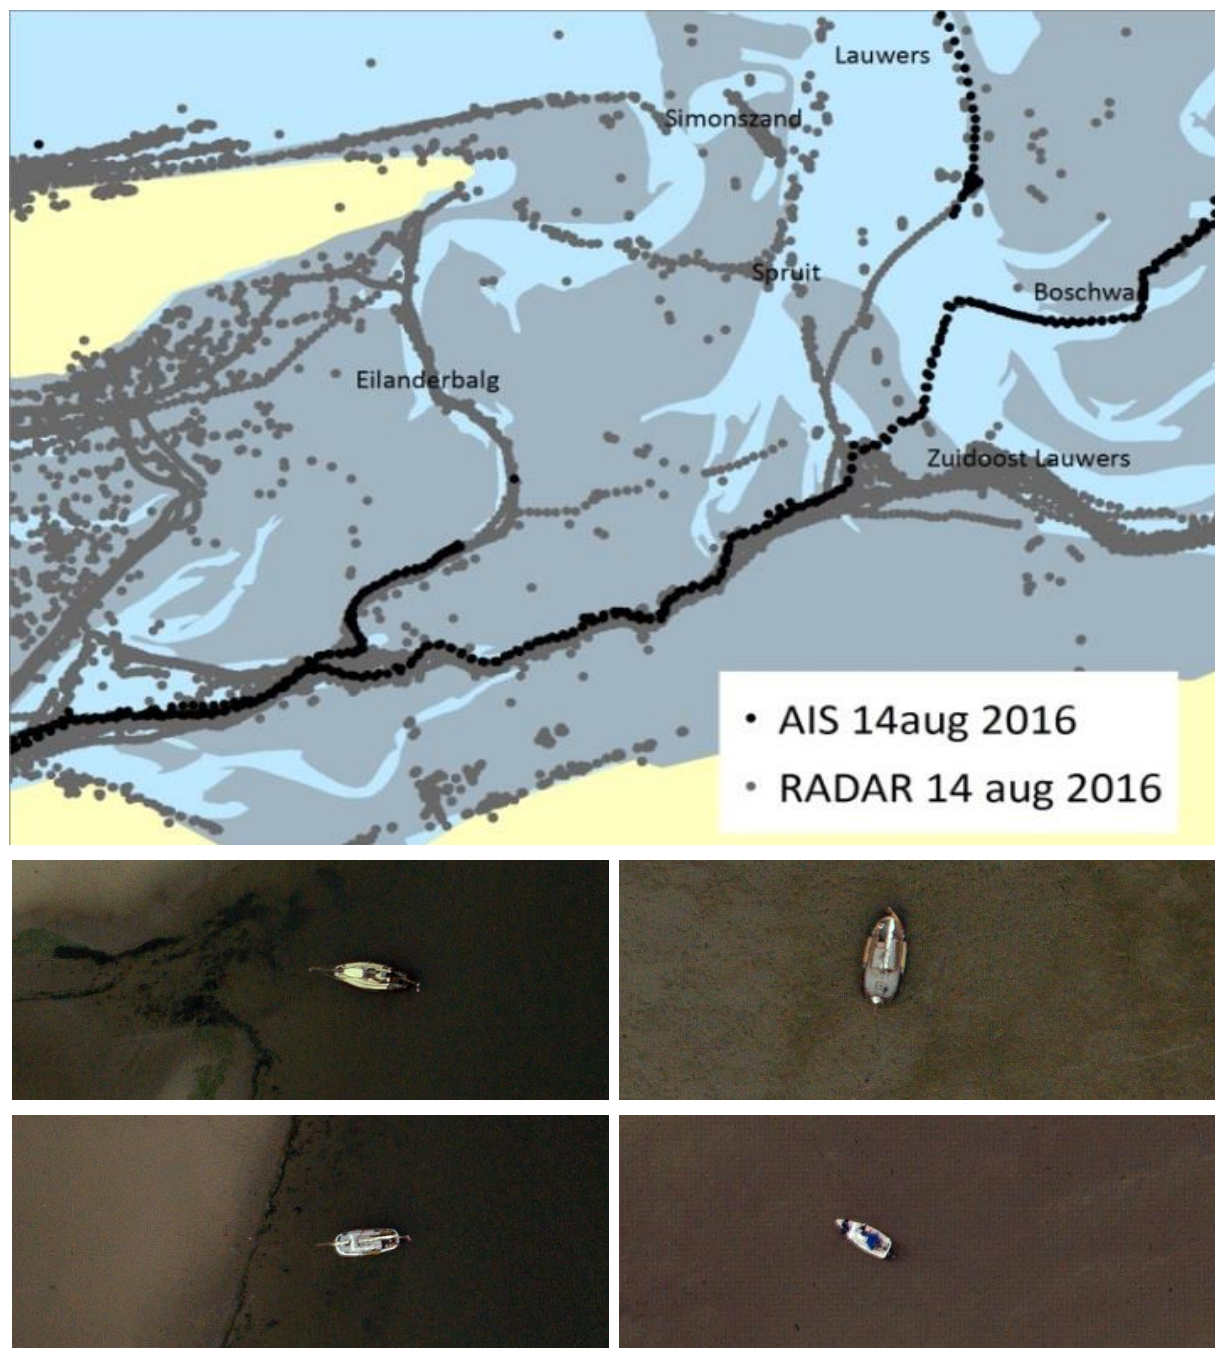 Lauwers
Simonszand
Spruit
Boschwa
Eilanderbalg
Zuidoost Lauwers
AIS 14aug 2016
RADAR 14 aug 2016